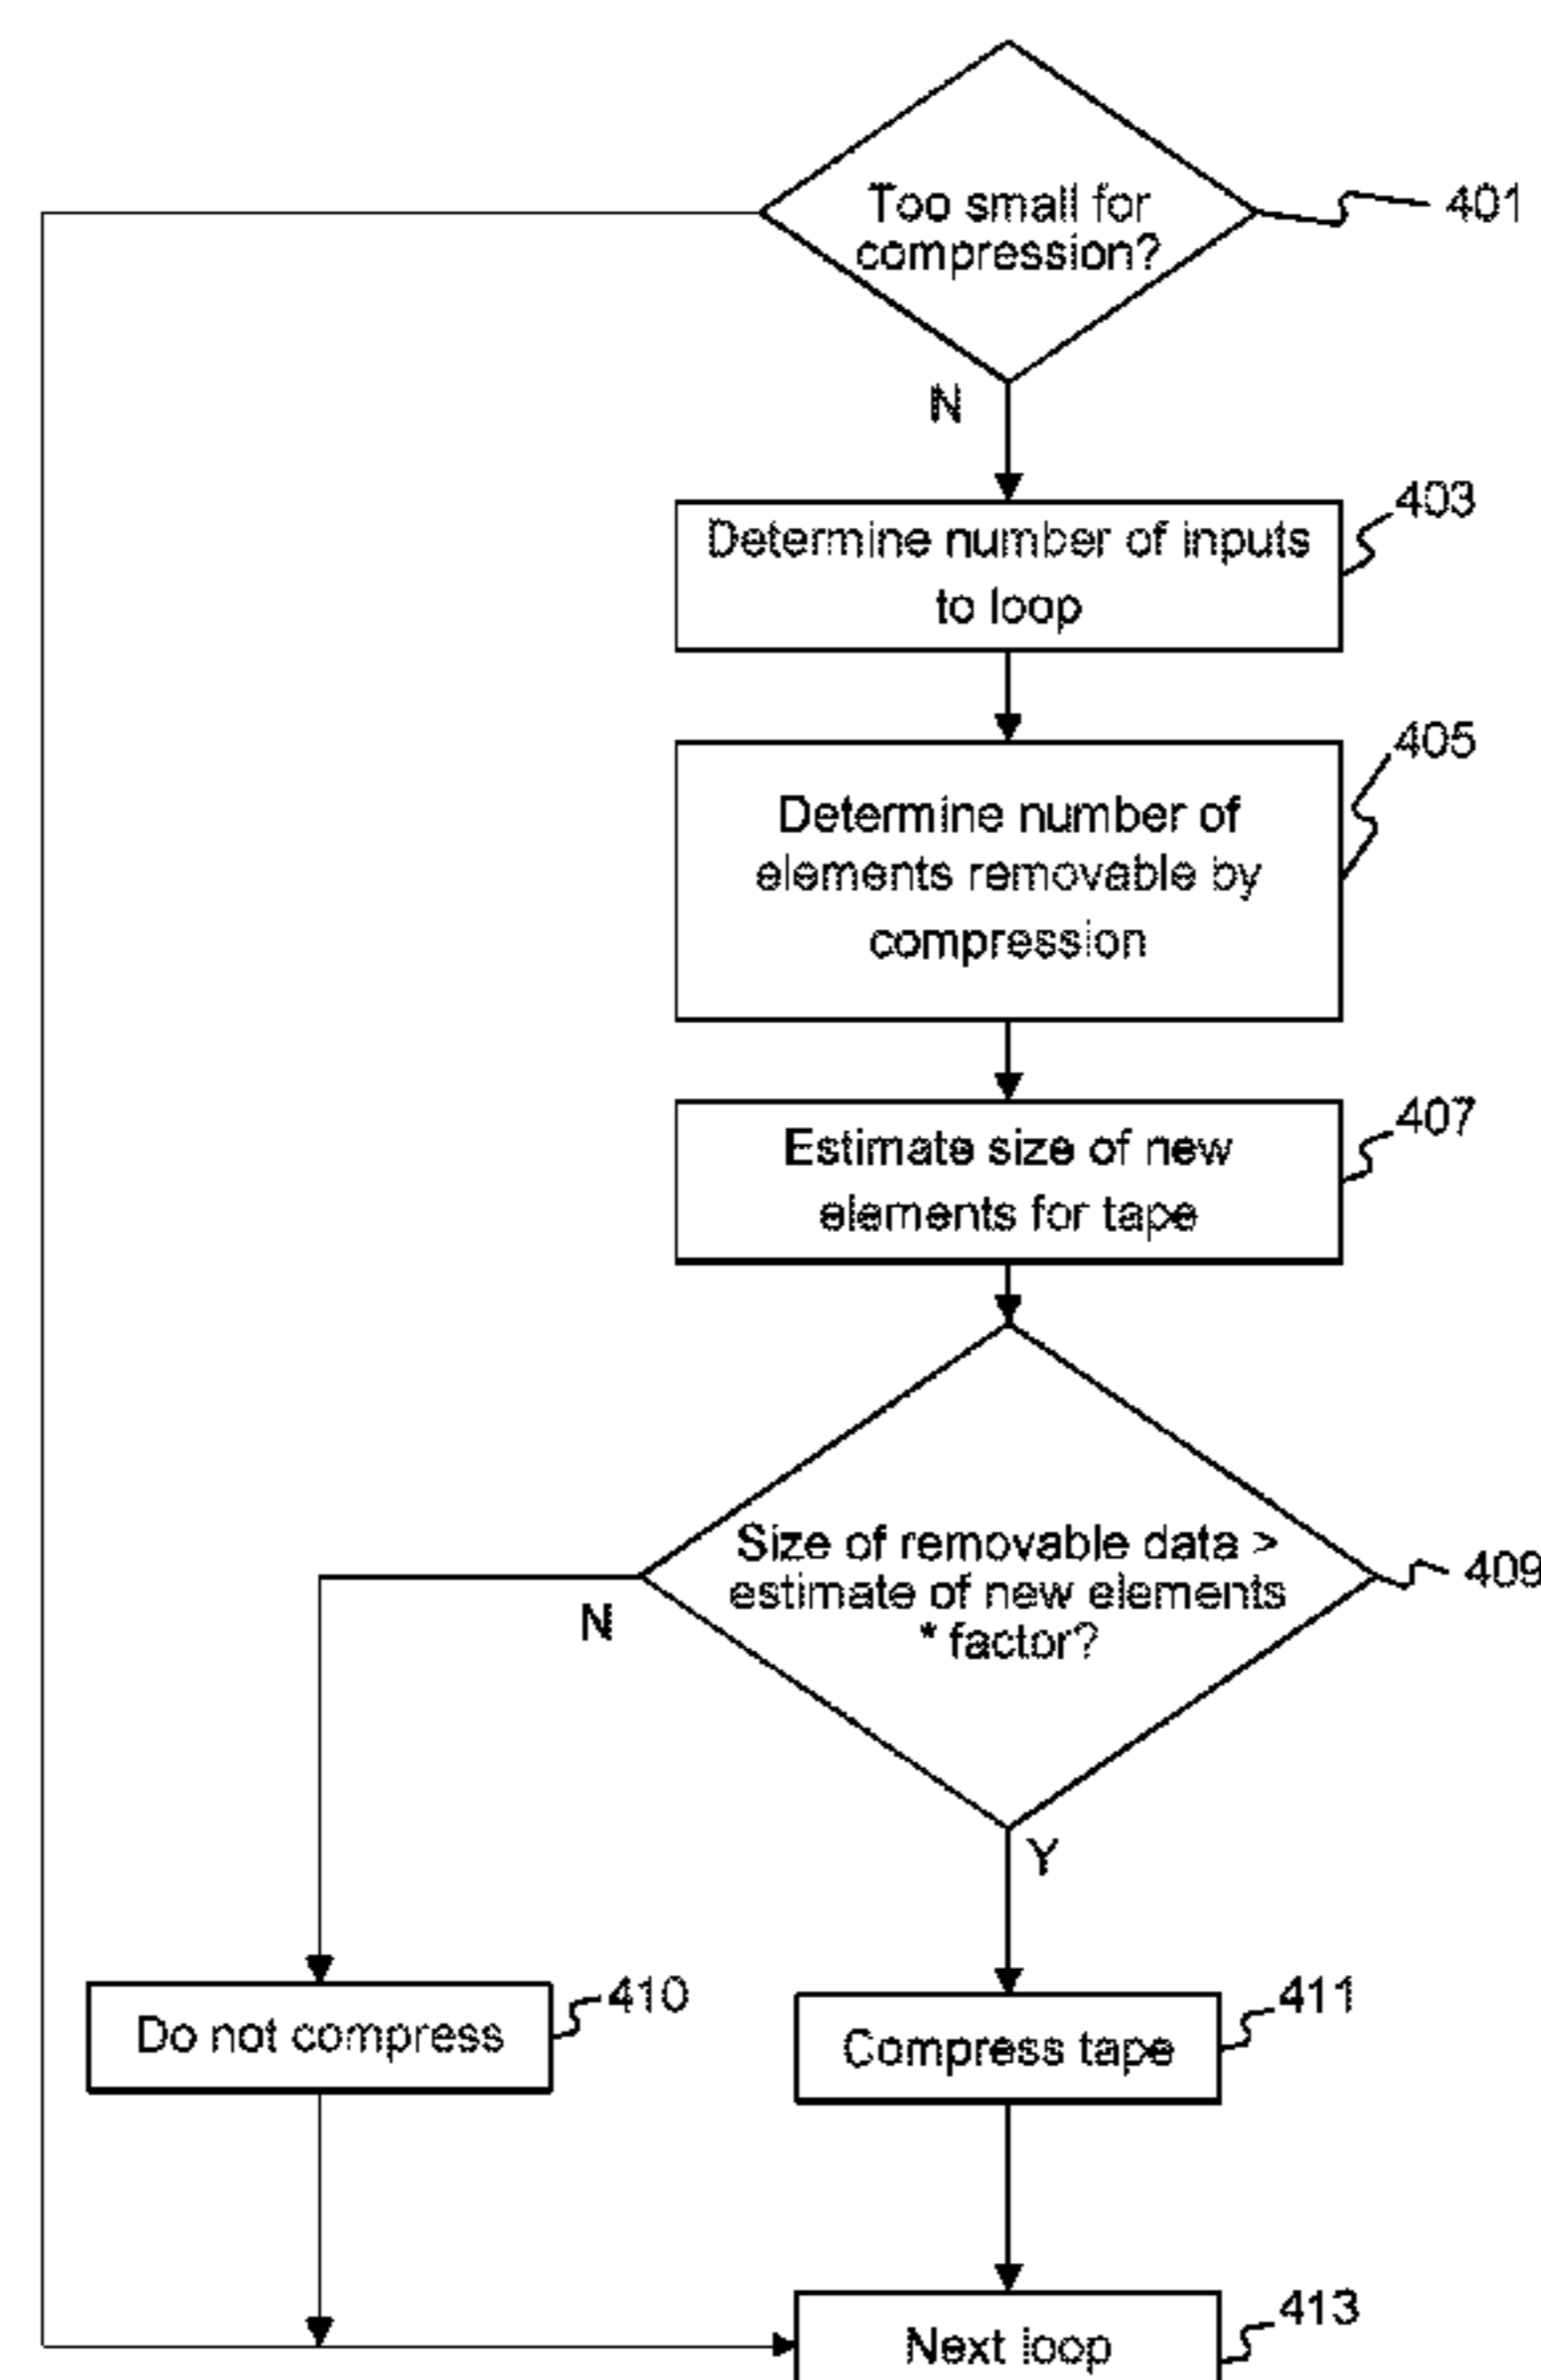 Too small for
compression?
401
N
403
Determine number of inputs
to loop
405
Determine number of
elements removable by
compression
407
Estimate size of new
elements for tape
Size of removable data >
estimate of new elements
* factor?
409
N
Y
410
Do not compress
411
Compress tape
413
Next loop